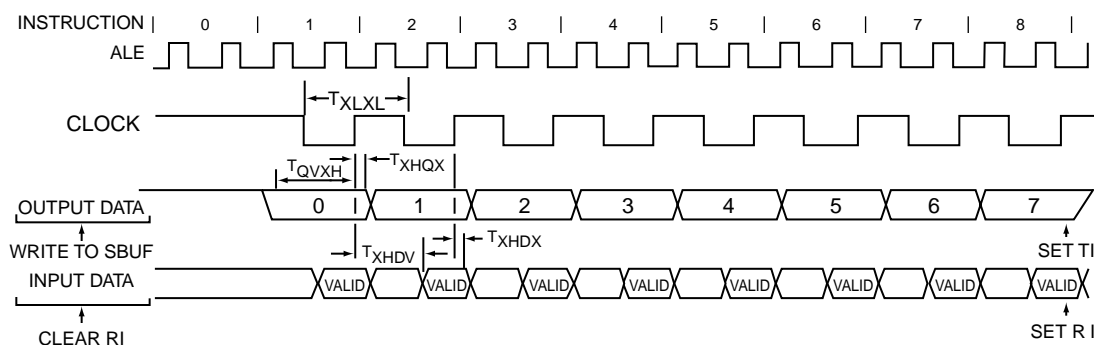 INSTRUCTION | 0 | 1 | 2 | 3 | 4 | 5 | 6 | 7 | 8 |
ALE
TXLXL
CLOCK
TQVXH TXHQX
OUTPUT DATA 0 1 2 3 4 5 6 7
WRITE TO SBUF TXHDV TXHDX SET TI
INPUT DATA VALID VALID VALID VALID VALID VALID VALID VALID
CLEAR RI SET R I